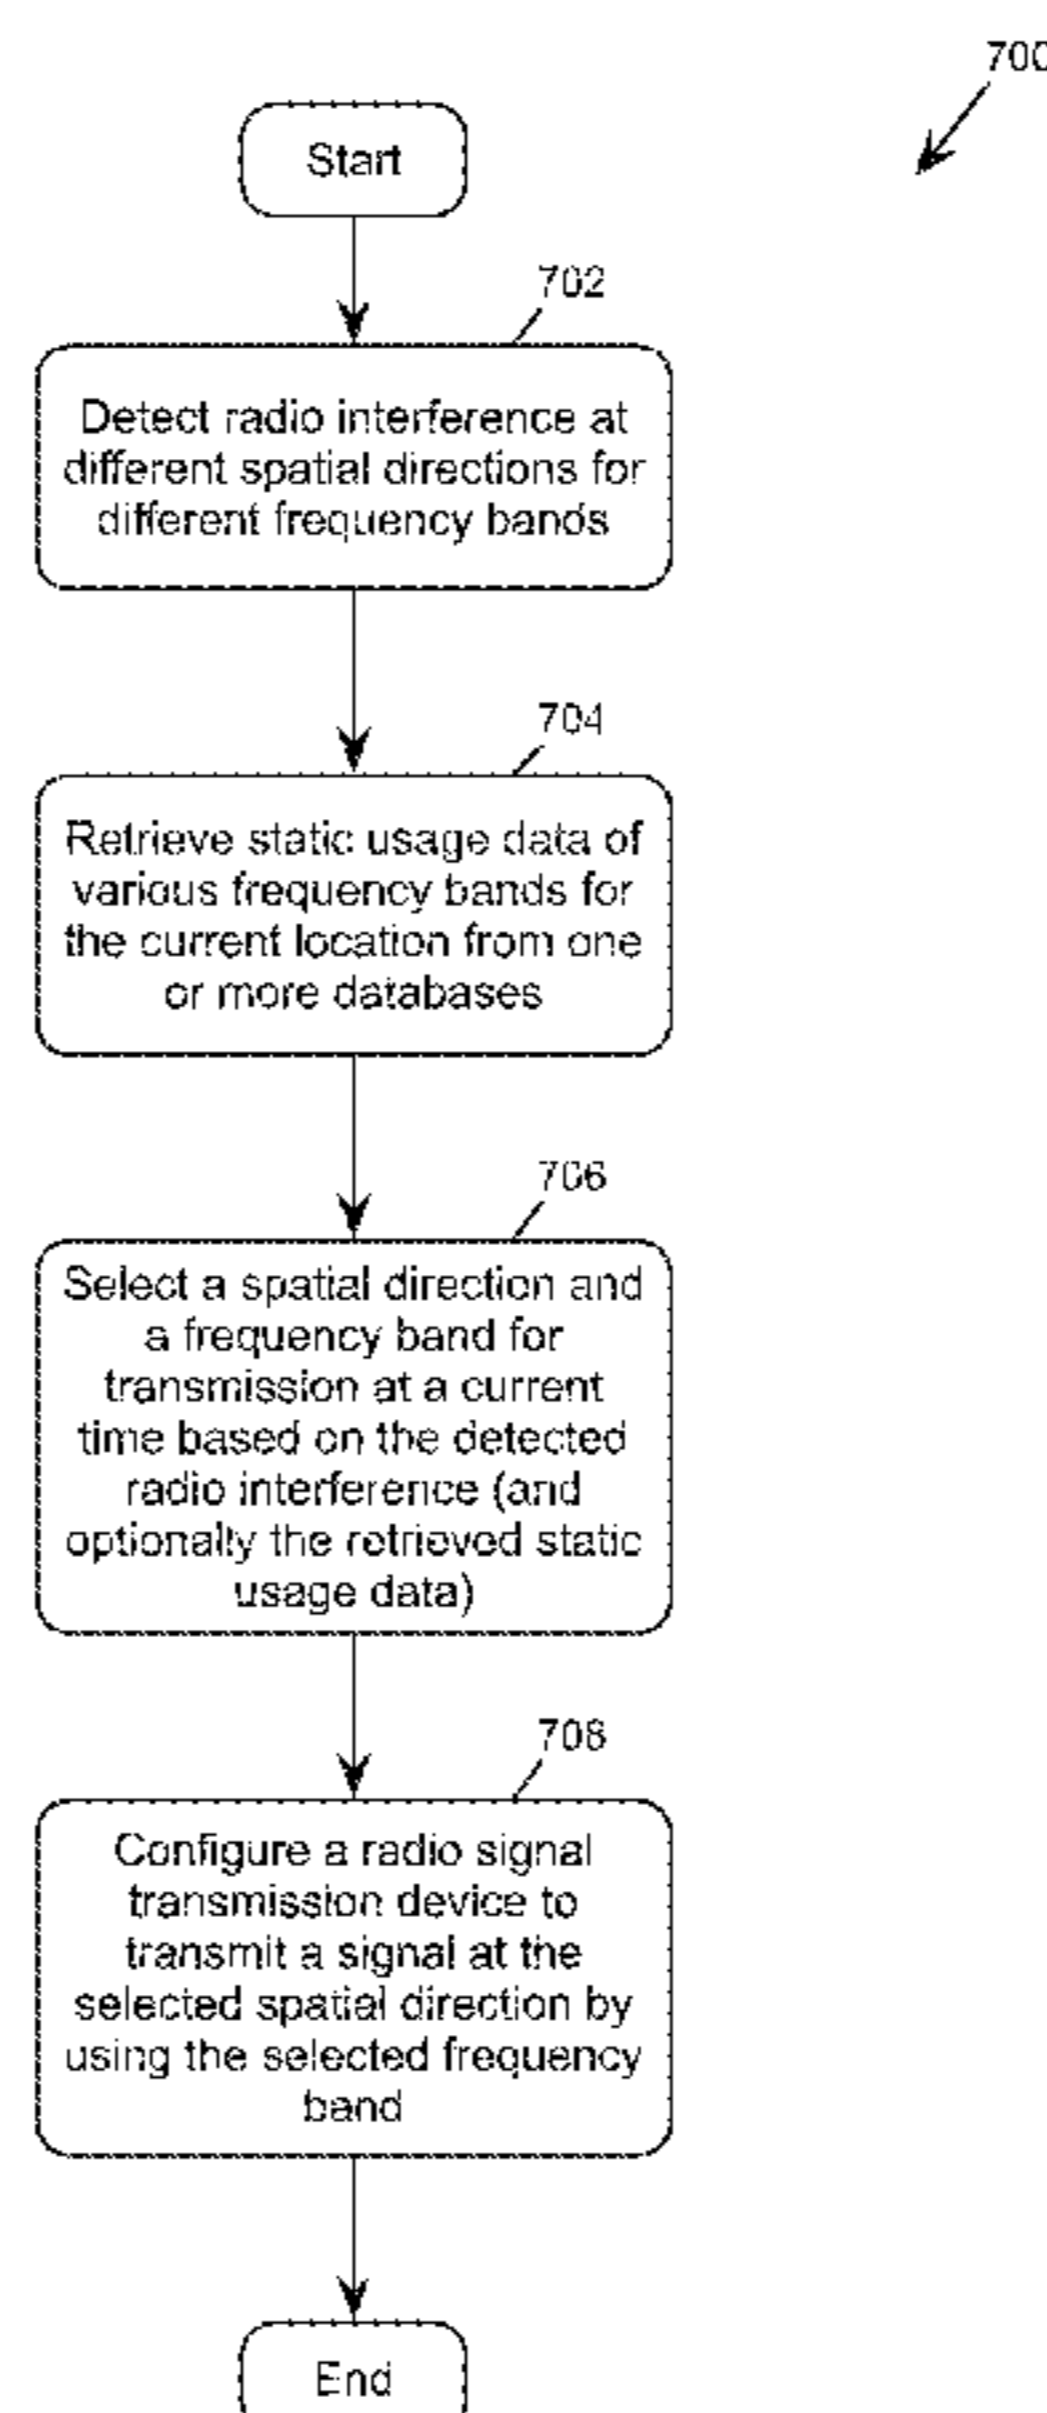 700
Start
702
Detect radio interference at
different spatial directions for
different frequency bands
704
Retrieve static usage data of
various frequency bands for
the current location from one
or more databases
706
Select a spatial direction and
a frequency band for
transmission at a current
time based on the detected
radio interference (and
optionally the retrieved static
usage data)
708
Configure a radio signal
transmission device to
transmit a signal at the
selected spatial direction by
using the selected frequency
band
End